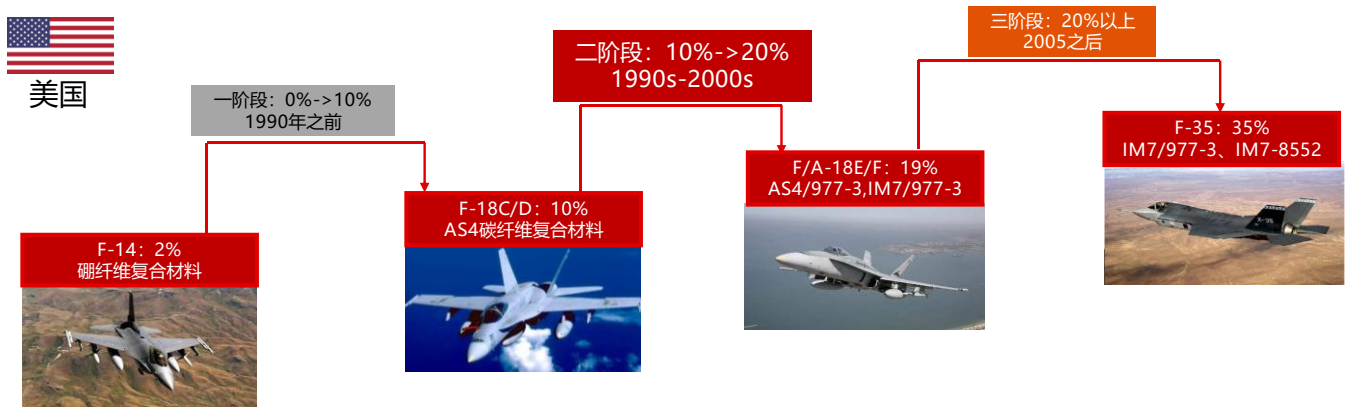 美国
一阶段：0%->10%
1990年之前
二阶段：10%->20%
1990s-2000s
三阶段：20%以上
2005之后
F-14：2%
硼纤维复合材料
F-18C/D：10%
AS4碳纤维复合材料
F/A-18E/F：19%
AS4/977-3,IM7/977-3
F-35：35%
IM7/977-3、IM7-8552
X-35